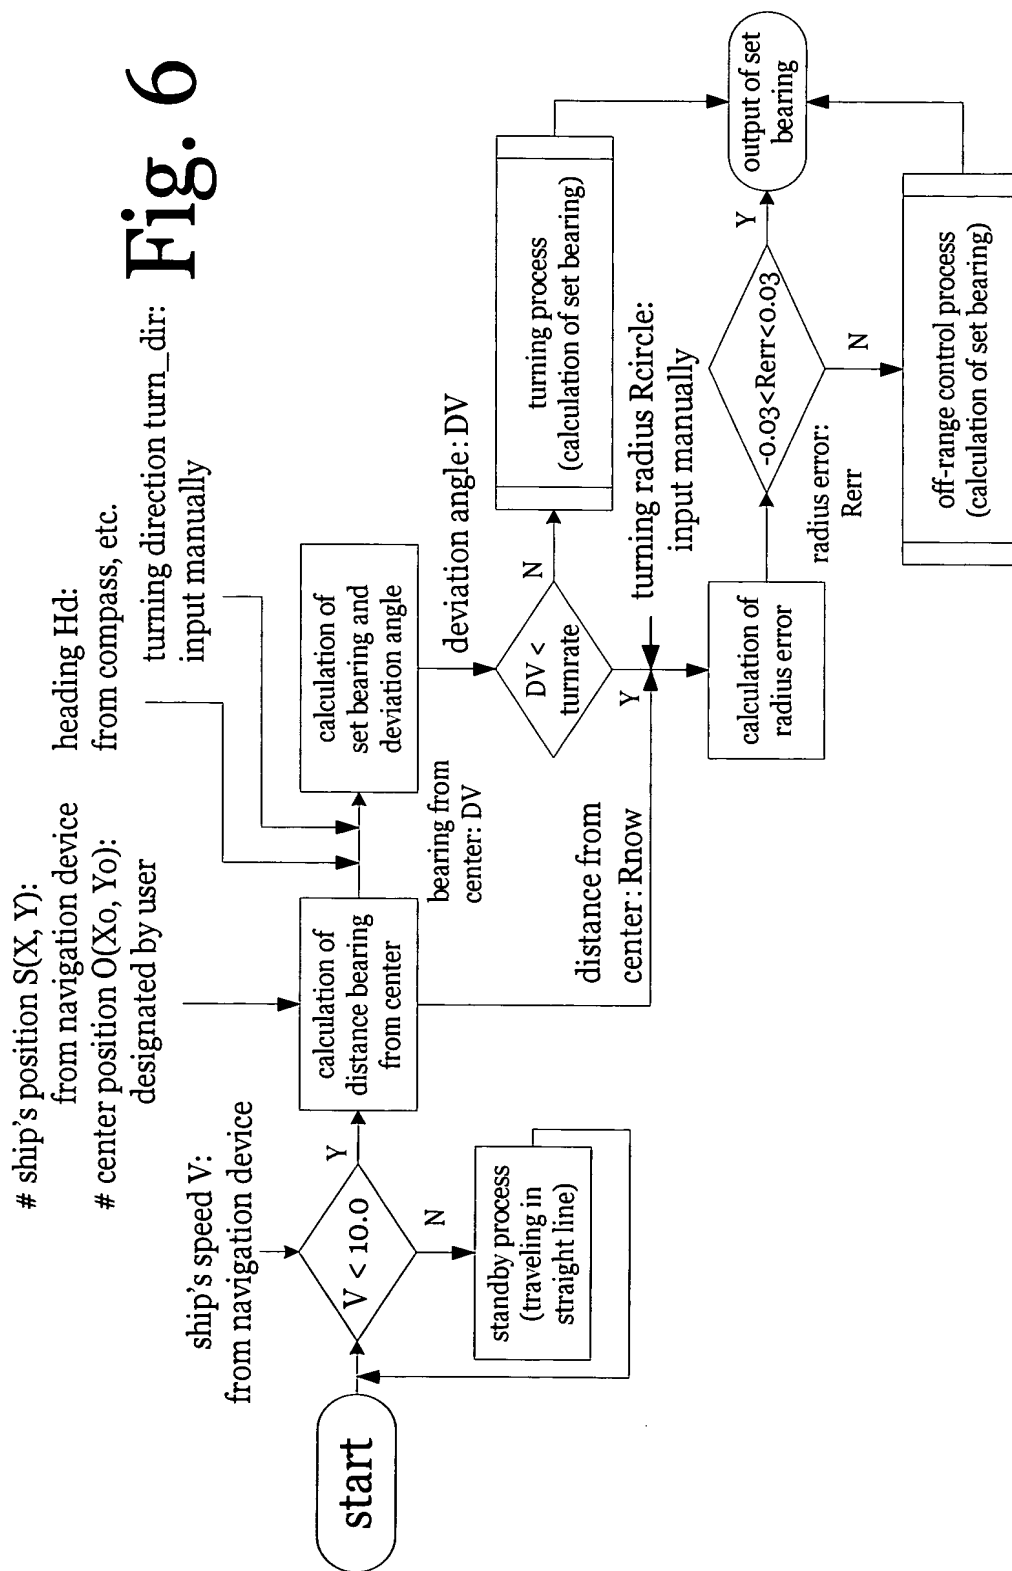 Fig. 6
# ship's position S(X, Y):
from navigation device
# center position O(Xo, Yo):
designated by user
heading Hd:
from compass, etc.
turning direction turn_dir:
input manually
ship's speed V:
from navigation device
start
V < 10.0
Y
N
standby process
(traveling in
straight line)
calculation of
distance bearing
from center
bearing from
center: DV
calculation of
set bearing and
deviation angle
deviation angle: DV
DV <
turnrate
N
Y
turning process
(calculation of set bearing)
distance from
center: Rnow
turning radius Rcircle:
input manually
calculation of
radius error
radius error:
Rerr
-0.03<Rerr<0.03
Y
N
off-range control process
(calculation of set bearing)
output of set
bearing